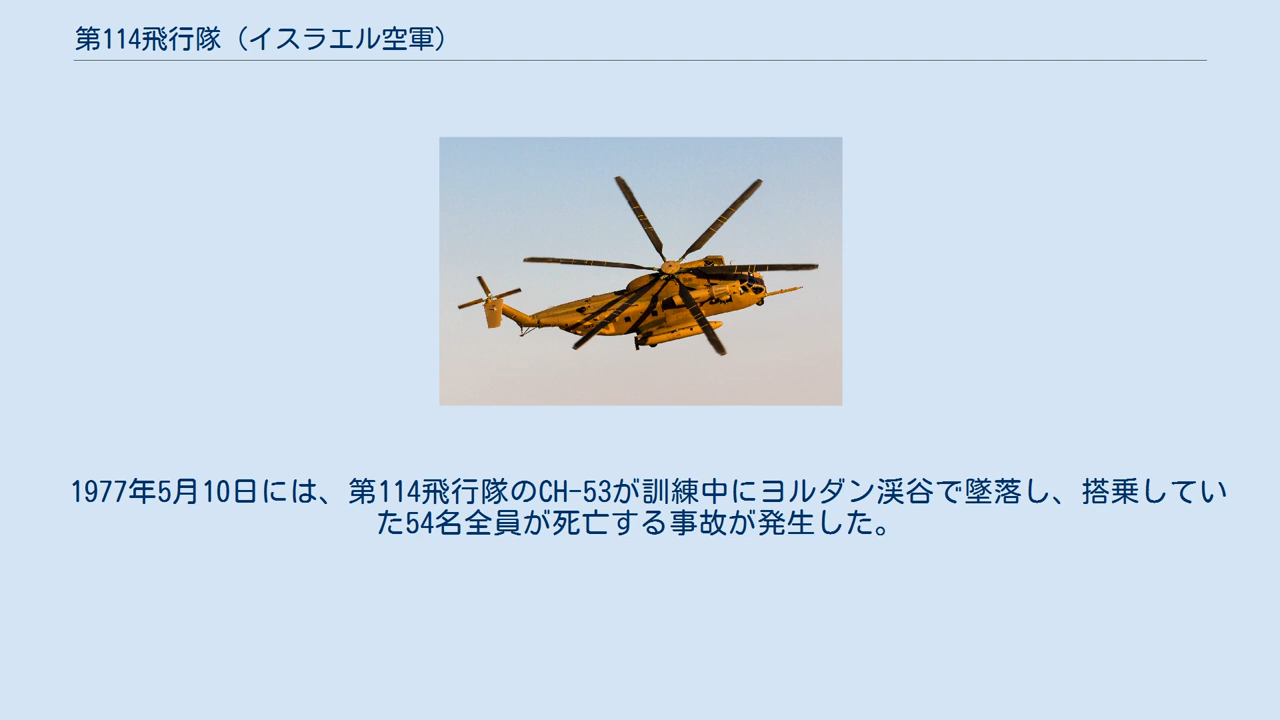 第114飛行隊（イスラエル空軍）
1977年5月10日には、第114飛行隊のCH-53が訓練中にヨルダン渓谷で墜落し、搭乗してい
た54名全員が死亡する事故が発生した。